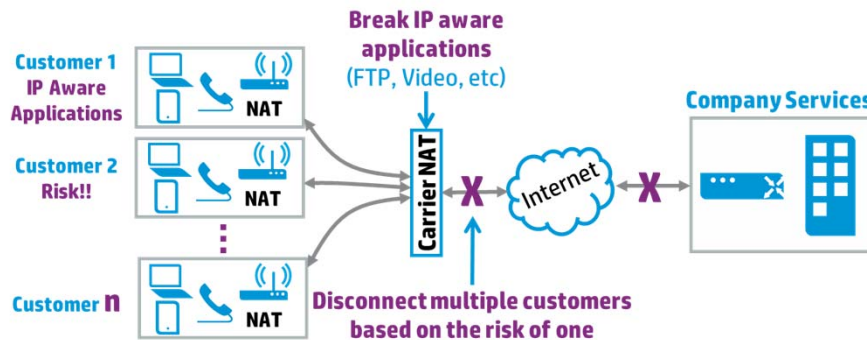 Break IP aware
applications
(FTP, Video, etc)
Customer 1
IP Aware
Applications
NAT
Customer 2
Risk!!
NAT
Customer n
NAT
Carrier NAT
Internet
Company Services
Disconnect multiple customers
based on the risk of one